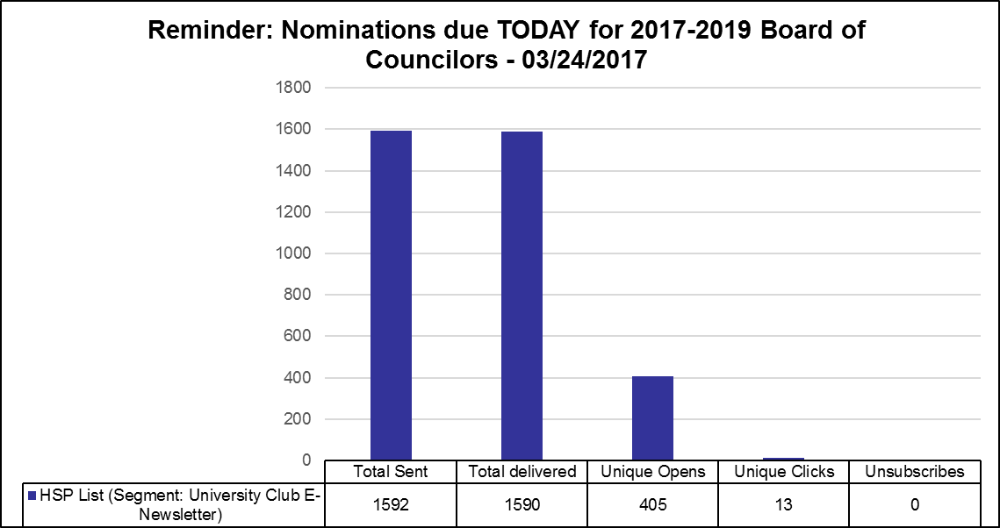 Reminder: Nominations due TODAY for 2017-2019 Board of
Councilors - 03/24/2017
1800
1600
1400
1200
1000
800
600
400
200
0
Total Sent
Total delivered
Unique Opens
Unique Clicks
Unsubscribes
HSP List (Segment: University Club E-
Newsletter)
1592
1590
405
13
0